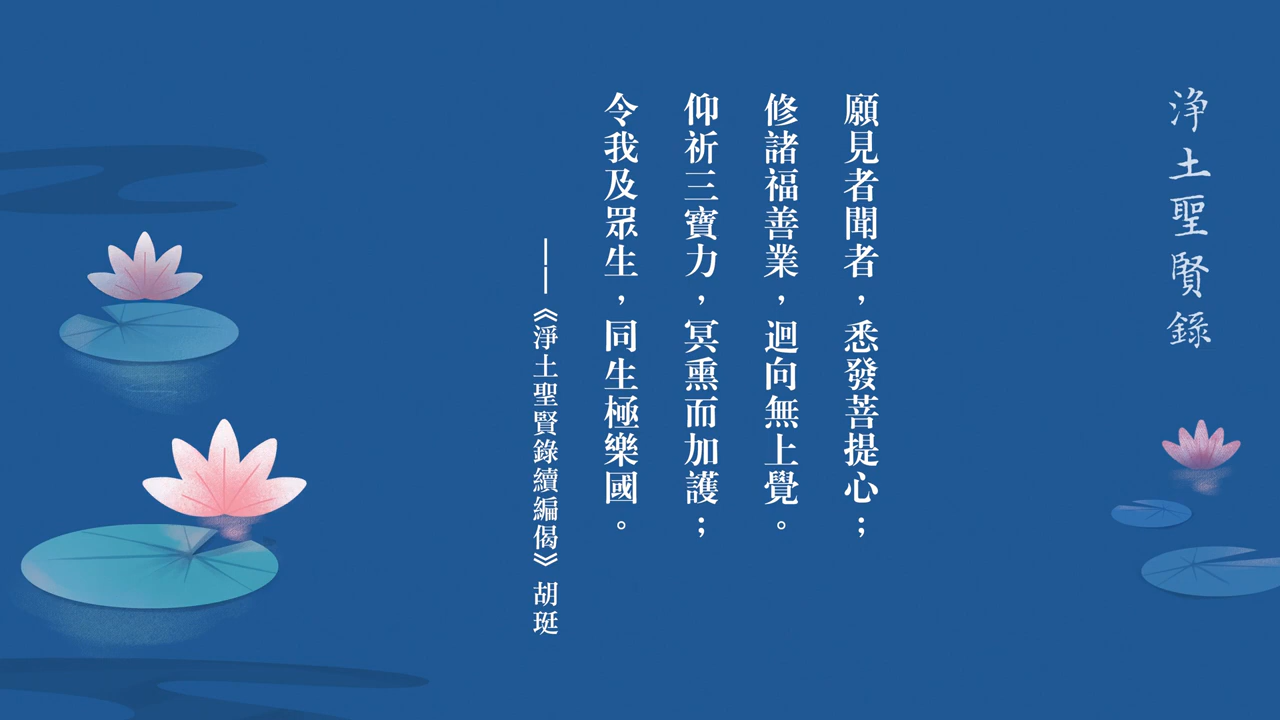 淨土聖賢錄
願見者聞者，悉發菩提心；
修諸福善業，迴向無上覺。
仰祈三寶力，冥熏而加護；
令我及眾生，同生極樂國。
——《淨土聖賢錄續編偈》胡珽